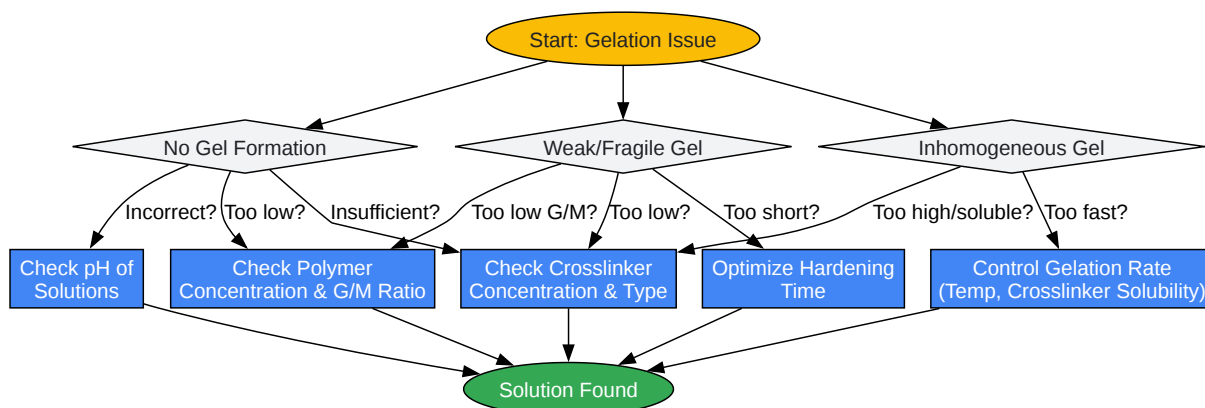 Start: Gelation Issue
No Gel Formation
Weak/Fragile Gel
Inhomogeneous Gel
Incorrect?
Too low?
Insufficient?
Too low G/M?
Too low?
Too short?
Too high/soluble?
Too fast?
Check pH of
Solutions
Check Polymer
Concentration & G/M Ratio
Check Crosslinker
Concentration & Type
Optimize Hardening
Time
Control Gelation Rate
(Temp, Crosslinker Solubility)
Solution Found